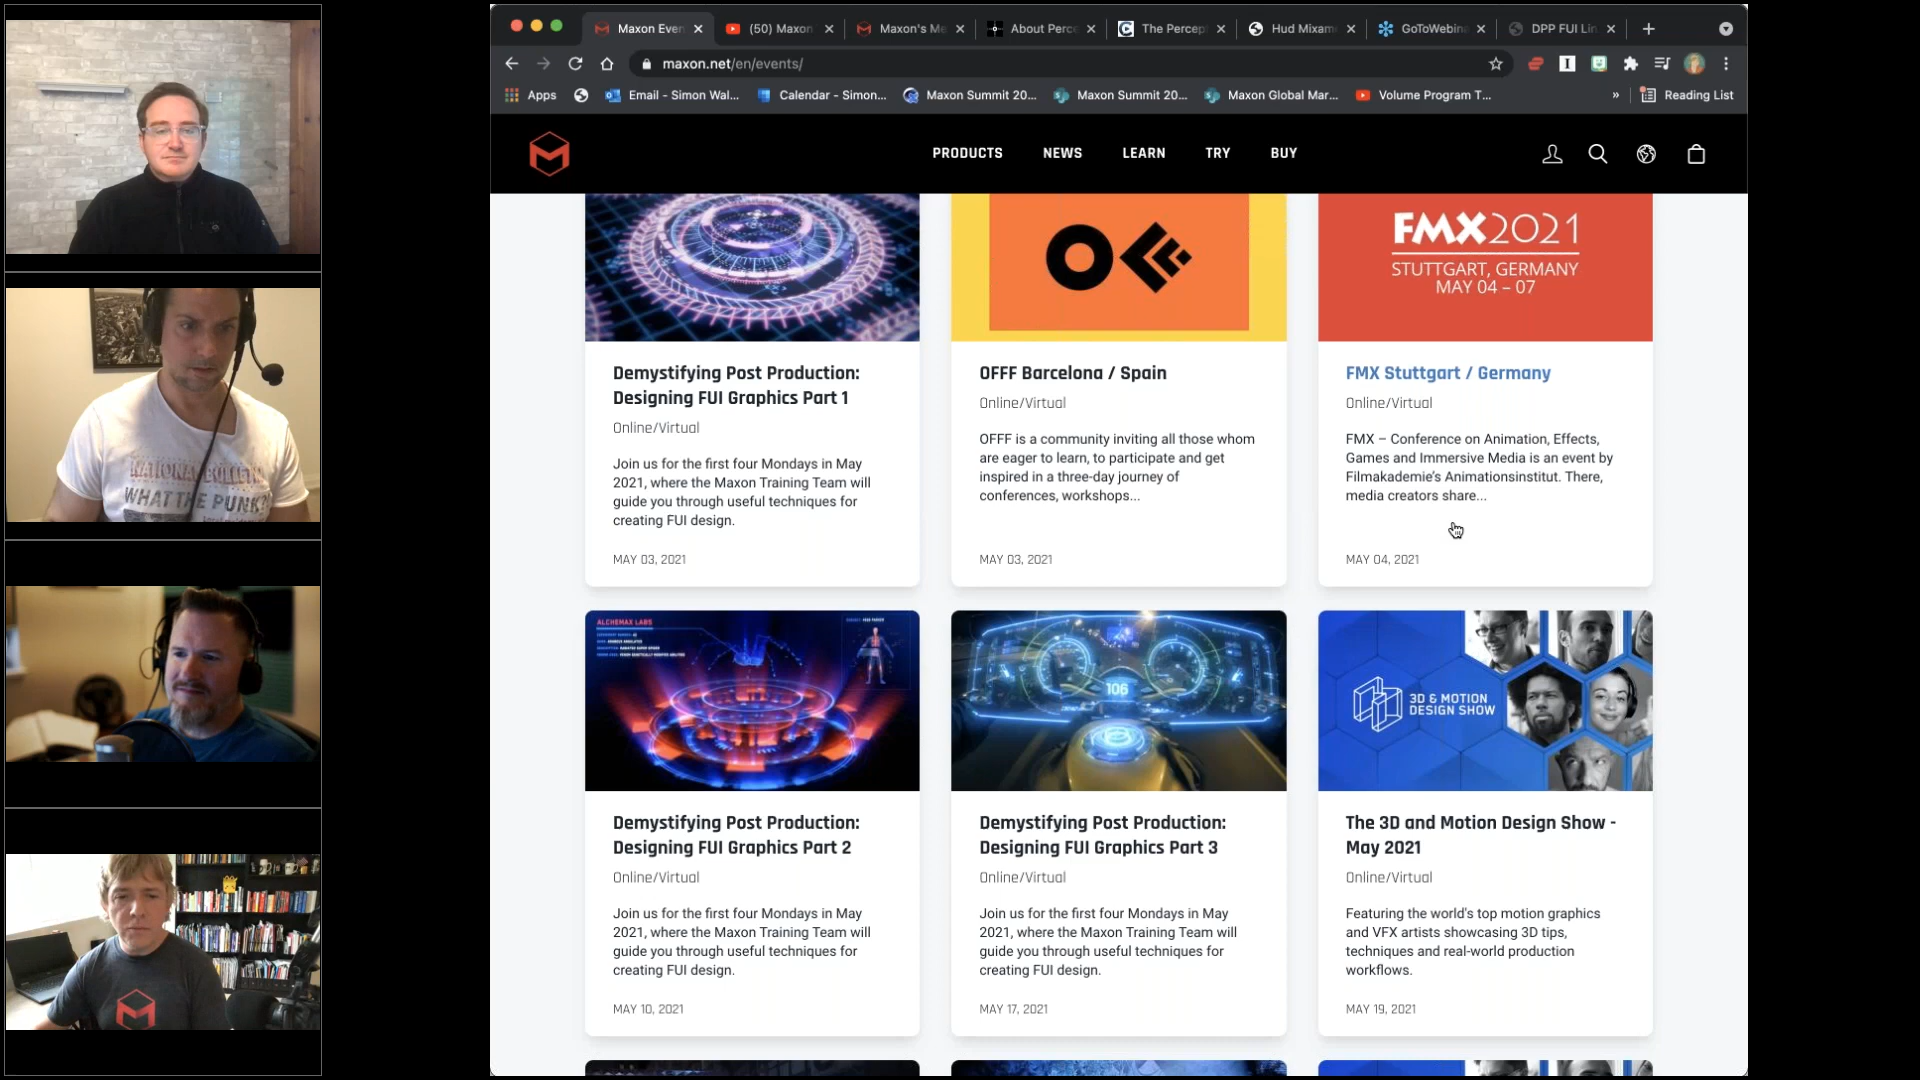 Maxon Even
(50) Maxon
Maxon's Me
About Perce
The Percep
Hud Mixam
GoToWebin
DPP FUI Lin
maxon.net/en/events/
Apps
Email - Simon Wal...
Calendar - Simon...
Maxon Summit 20...
Maxon Summit 20...
Maxon Global Mar...
Volume Program T...
»
Reading List
PRODUCTS
NEWS
LEARN
TRY
BUY
FMX2021
STUTTGART, GERMANY
MAY 04 – 07
Demystifying Post Production:
Designing FUI Graphics Part 1
Online/Virtual
Join us for the first four Mondays in May
2021, where the Maxon Training Team will
guide you through useful techniques for
creating FUI design.
MAY 03, 2021
OFFF Barcelona / Spain
Online/Virtual
OFFF is a community inviting all those whom
are eager to learn, to participate and get
inspired in a three-day journey of
conferences, workshops...
MAY 03, 2021
FMX Stuttgart / Germany
Online/Virtual
FMX – Conference on Animation, Effects,
Games and Immersive Media is an event by
Filmakademie's Animationsinstitut. There,
media creators share...
MAY 04, 2021
ALCHEMAX LABS
106
3D & MOTION
DESIGN SHOW
Demystifying Post Production:
Designing FUI Graphics Part 2
Online/Virtual
Join us for the first four Mondays in May
2021, where the Maxon Training Team will
guide you through useful techniques for
creating FUI design.
MAY 10, 2021
Demystifying Post Production:
Designing FUI Graphics Part 3
Online/Virtual
Join us for the first four Mondays in May
2021, where the Maxon Training Team will
guide you through useful techniques for
creating FUI design.
MAY 17, 2021
The 3D and Motion Design Show -
May 2021
Online/Virtual
Featuring the world's top motion graphics
and VFX artists showcasing 3D tips,
techniques and real-world production
workflows.
MAY 19, 2021
NATIONAL BULLETIN
WHAT THE PUNK?